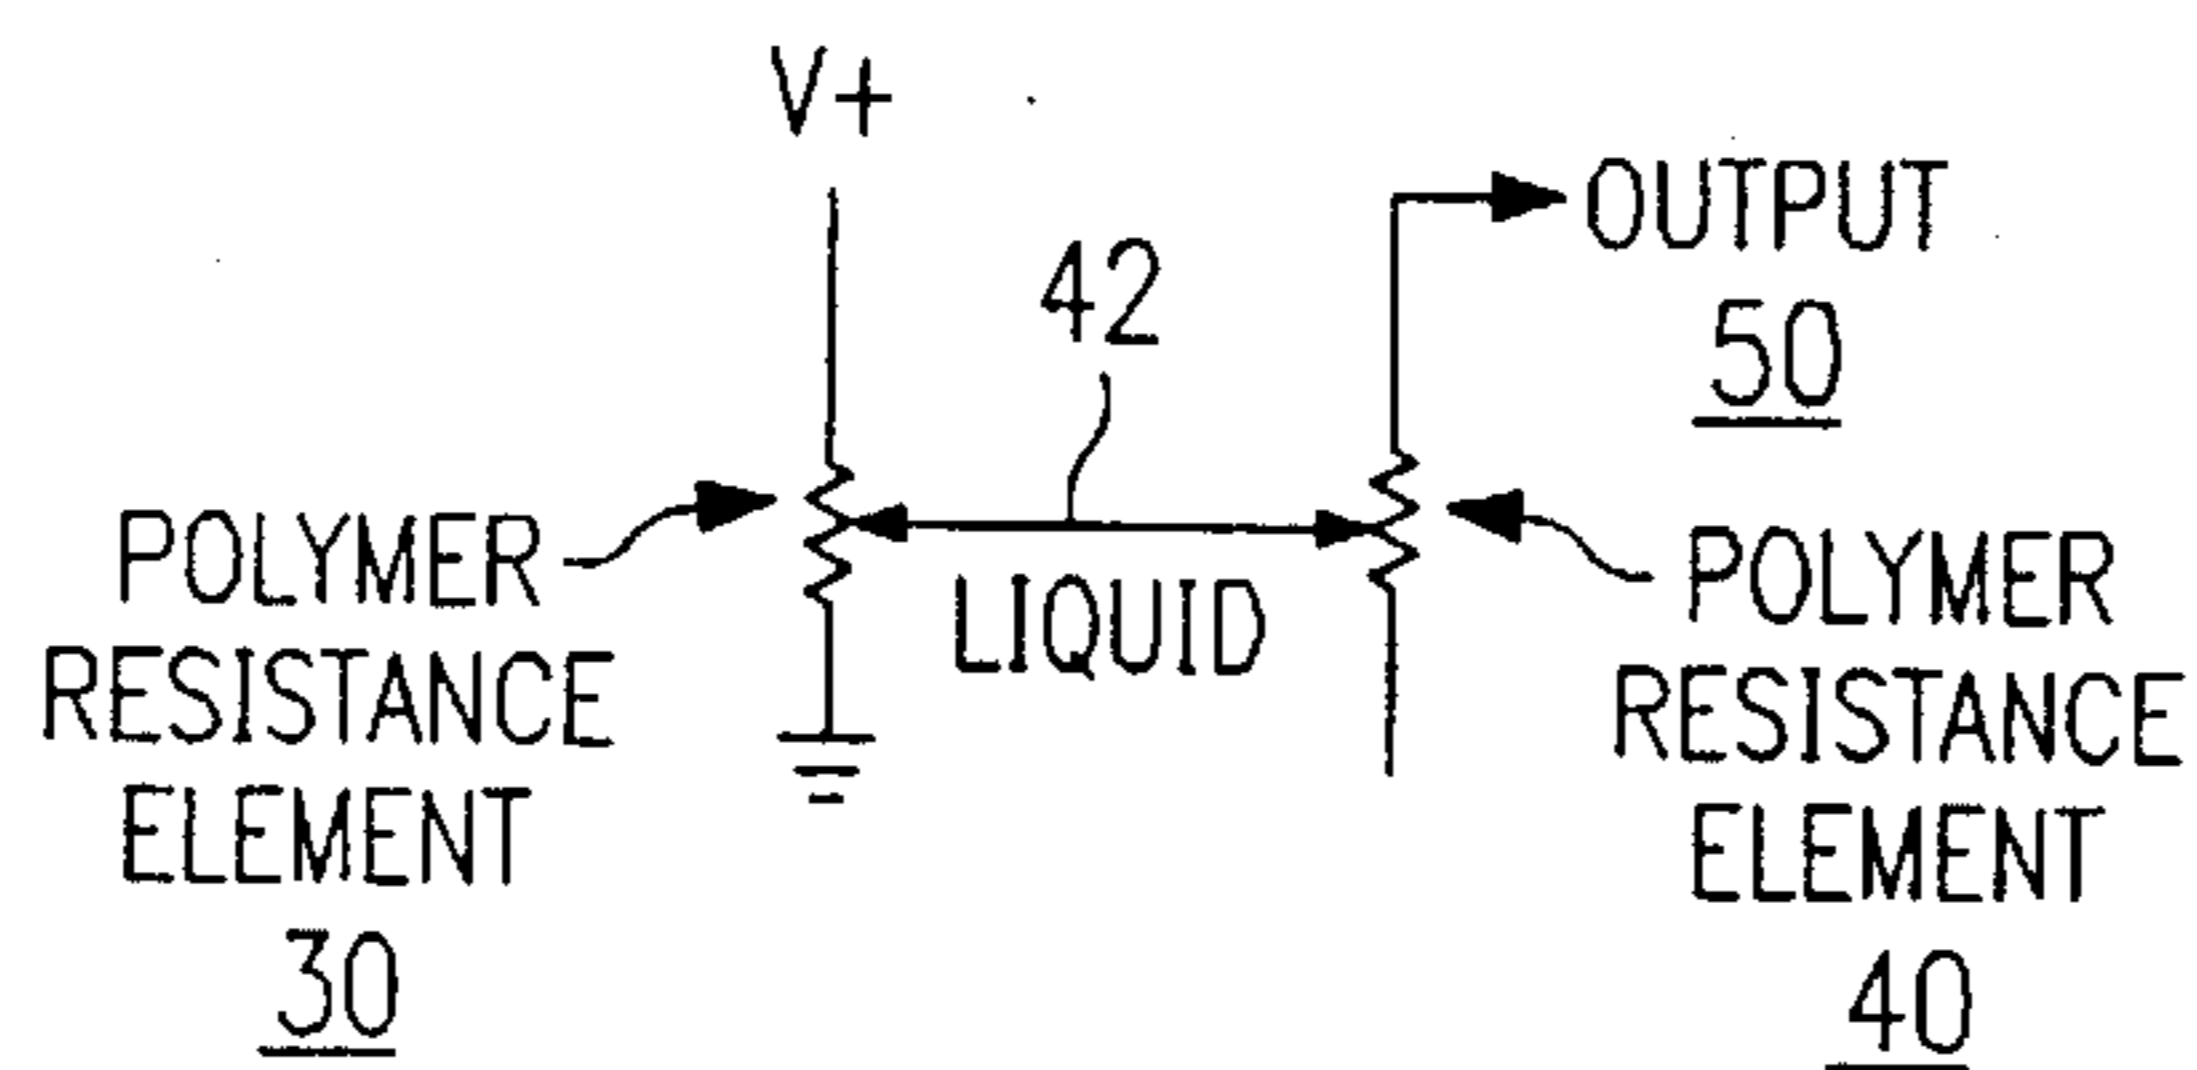 V+
OUTPUT
50
42
LIQUID
POLYMER
RESISTANCE
ELEMENT
30
POLYMER
RESISTANCE
ELEMENT
40